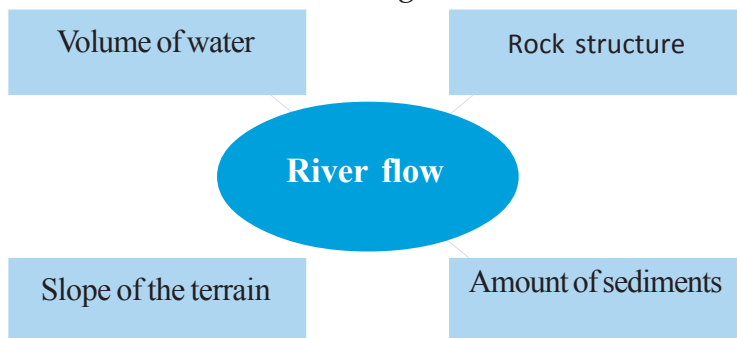 Volume of water
Rock structure
River flow
Slope of the terrain
Amount of sediments